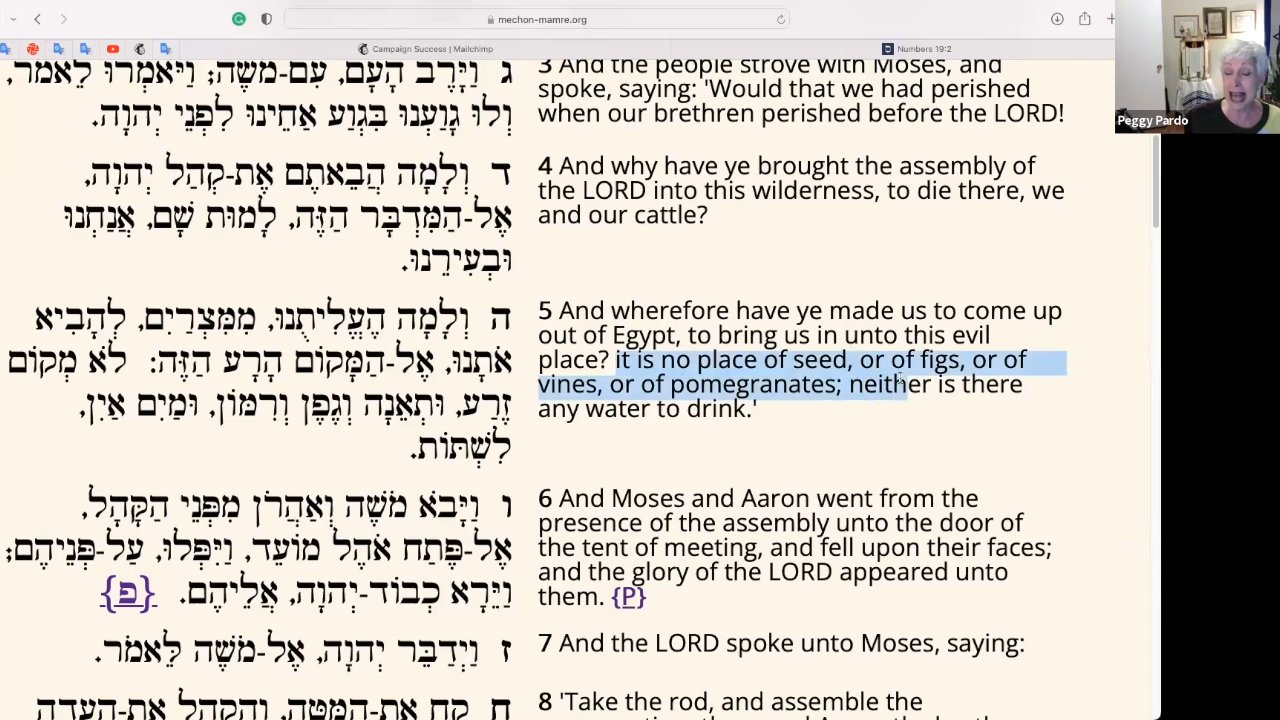 mechon-mamre.org
Campaign Success | Mailchimp
Numbers 19:2
Peggy Pardo
ג וַיָּרֶב הָעָם, עִם-מֹשֶׁה; וַיֹּאמְרוּ לֵאמֹר,
וְלוּ גָוַעְנוּ בִּגְוַע אַחֵינוּ לִפְנֵי יְהוָה.
3 And the people strove with Moses, and
spoke, saying: 'Would that we had perished
when our brethren perished before the LORD!
ד וְלָמָה הֲבֵאתֶם אֶת-קְהַל יְהוָה,
אֶל-הַמִּדְבָּר הַזֶּה, לָמוּת שָׁם, אֲנַחְנוּ
וּבְעִירֵנוּ.
4 And why have ye brought the assembly of
the LORD into this wilderness, to die there, we
and our cattle?
ה וְלָמָה הֶעֱלִיתֻנוּ, מִמִּצְרַיִם, לְהָבִיא
אֹתָנוּ, אֶל-הַמָּקוֹם הָרָע הַזֶּה: לֹא מְקוֹם
זֶרַע, וּתְאֵנָה וְגֶפֶן וְרִמּוֹן, וּמַיִם אַיִן,
לִשְׁתּוֹת.
5 And wherefore have ye made us to come up
out of Egypt, to bring us in unto this evil
place? it is no place of seed, or of figs, or of
vines, or of pomegranates; neither is there
any water to drink.'
ו וַיָּבֹא מֹשֶׁה וְאַהֲרֹן מִפְּנֵי הַקָּהָל,
אֶל-פֶּתַח אֹהֶל מוֹעֵד, וַיִּפְּלוּ, עַל-פְּנֵיהֶם;
וַיֵּרָא כְבוֹד-יְהוָה, אֲלֵיהֶם. {פ}
6 And Moses and Aaron went from the
presence of the assembly unto the door of
the tent of meeting, and fell upon their faces;
and the glory of the LORD appeared unto
them. {P}
ז וַיְדַבֵּר יְהוָה, אֶל-מֹשֶׁה לֵּאמֹר.
7 And the LORD spoke unto Moses, saying:
ח קַח אֶת-הַמַּטֶּה, וְהַקְהֵל אֶת-הָעֵדָה
8 'Take the rod, and assemble the